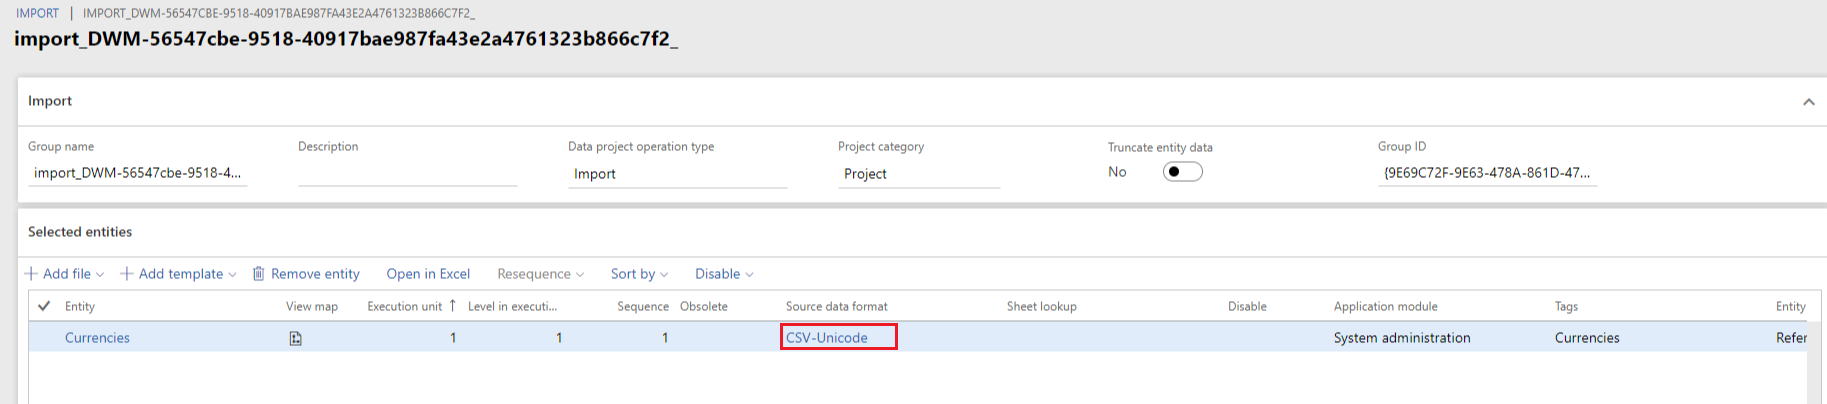 IMPORT | IMPORT_DWM-56547CBE-9518-40917BAE987FA43E2A4761323B866C7F2_
import_DWM-56547cbe-9518-40917bae987fa43e2a4761323b866c7f2_
Import
Group name Description Data project operation type Project category Truncate entity data Group ID
import_DWM-56547cbe-9518-4... Import Project No {9E69C72F-9E63-478A-861D-47...
Selected entities
Add file Add template Remove entity Open in Excel Resequence Sort by Disable
Entity View map Execution unit ↑ Level in executi... Sequence Obsolete Source data format Sheet lookup Disable Application module Tags Entity
Currencies 1 1 1 CSV-Unicode System administration Currencies Refer